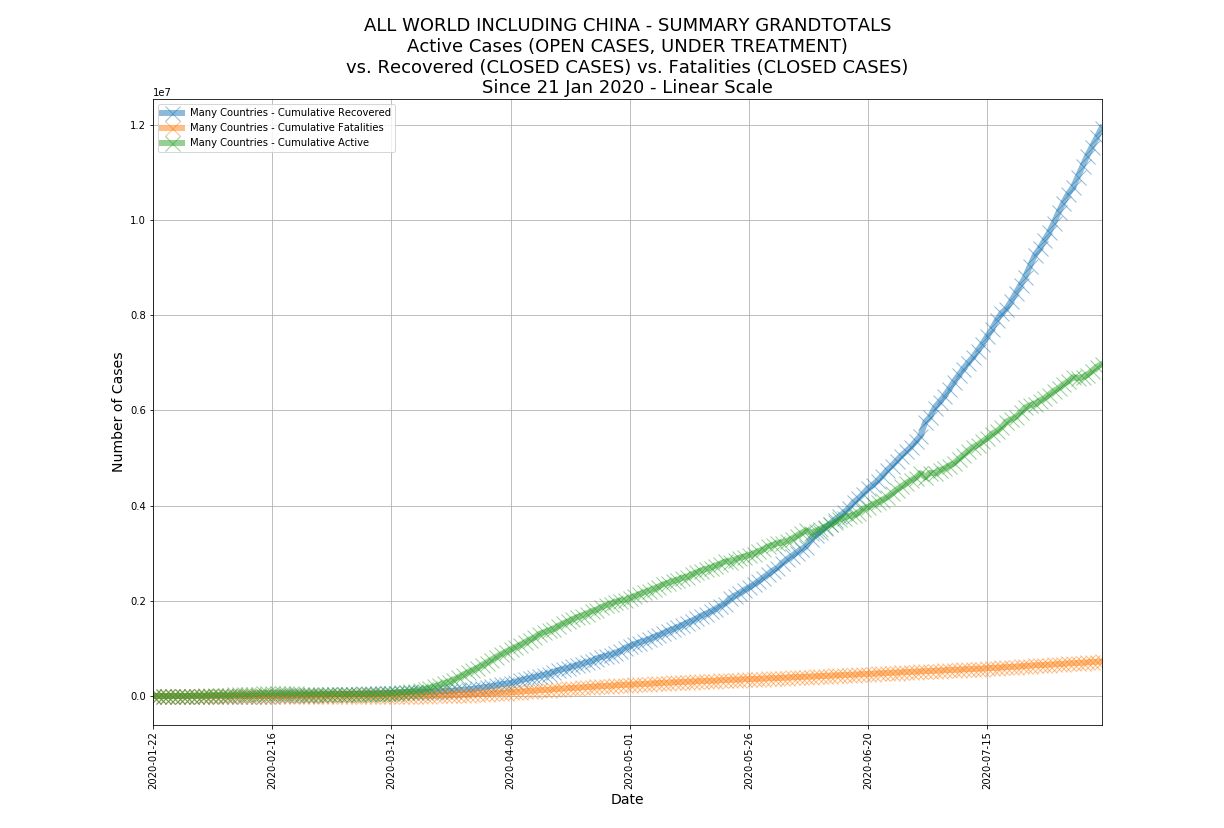 ALL WORLD INCLUDING CHINA - SUMMARY GRANDTOTALS
Active Cases (OPEN CASES, UNDER TREATMENT)
vs. Recovered (CLOSED CASES) vs. Fatalities (CLOSED CASES)
Since 21 Jan 2020 - Linear Scale
1e7
Many Countries - Cumulative Recovered
Many Countries - Cumulative Fatalities
Many Countries - Cumulative Active
1.2
1.0
0.8
0.6
0.4
0.2
0.0
Number of Cases
2020-01-22
2020-02-16
2020-03-12
2020-04-06
2020-05-01
2020-05-26
2020-06-20
2020-07-15
Date